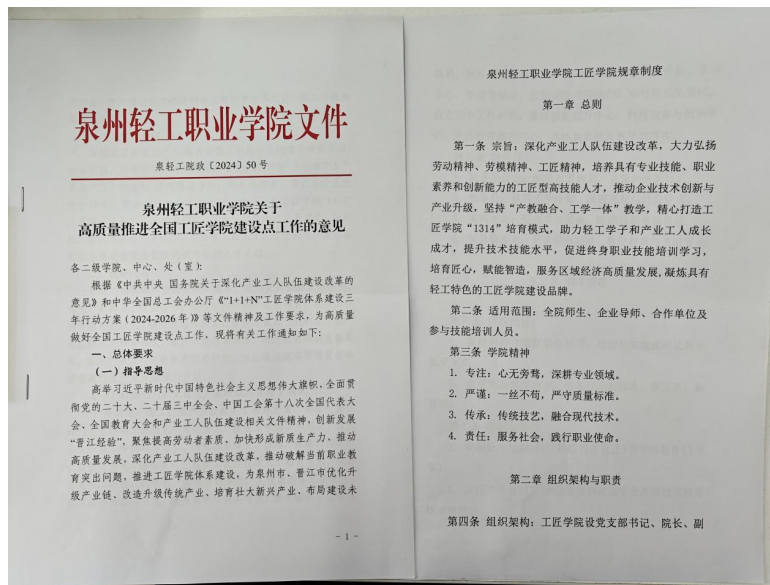 泉州轻工职业学院文件
泉轻工院政〔2024〕50号
泉州轻工职业学院关于
高质量推进全国工匠学院建设点工作的意见
各二级学院、中心、处（室）：
根据《中共中央 国务院关于深化产业工人队伍建设改革的
意见》和中华全国总工会办公厅《“1+1+N”工匠学院体系建设三
年行动方案（2024-2026年）》等文件精神及工作要求，为高质量
做好全国工匠学院建设点工作，现将有关工作通知如下：
一、总体要求
（一）指导思想
高举习近平新时代中国特色社会主义思想伟大旗帜，全面贯
彻党的二十大、二十届三中全会、中国工会第十八次全国代表大
会、全国教育大会和产业工人队伍建设相关文件精神，创新发展
“晋江经验”，聚焦提高劳动者素质、加快形成新质生产力、推动
高质量发展，深化产业工人队伍建设改革，推动破解当前职业教
育突出问题，推进工匠学院体系建设，为泉州市、晋江市优化升
级产业链、改造升级传统产业、培育壮大新兴产业、布局建设未
- 1 -
泉州轻工职业学院工匠学院规章制度
第一章 总则
第一条 宗旨：深化产业工人队伍建设改革，大力弘扬
劳动精神、劳模精神、工匠精神，培养具有专业技能、职业
素养和创新能力的工匠型高技能人才，推动企业技术创新与
产业升级，坚持“产教融合、工学一体”教学，精心打造工
匠学院“1314”培育模式，助力轻工学子和产业工人成长
成才，提升技术技能水平，促进终身职业技能培训学习，
培育匠心，赋能智造，服务区域经济高质量发展,凝炼具有
轻工特色的工匠学院建设品牌。
第二条 适用范围：全院师生、企业导师、合作单位及
参与技能培训人员。
第三条 学院精神
1. 专注：心无旁骛，深耕专业领域。
2. 严谨：一丝不苟，严守质量标准。
3. 传承：传统技艺，融合现代技术。
4. 责任：服务社会，践行职业使命。
第二章 组织架构与职责
第四条 组织架构：工匠学院设党支部书记、院长、副